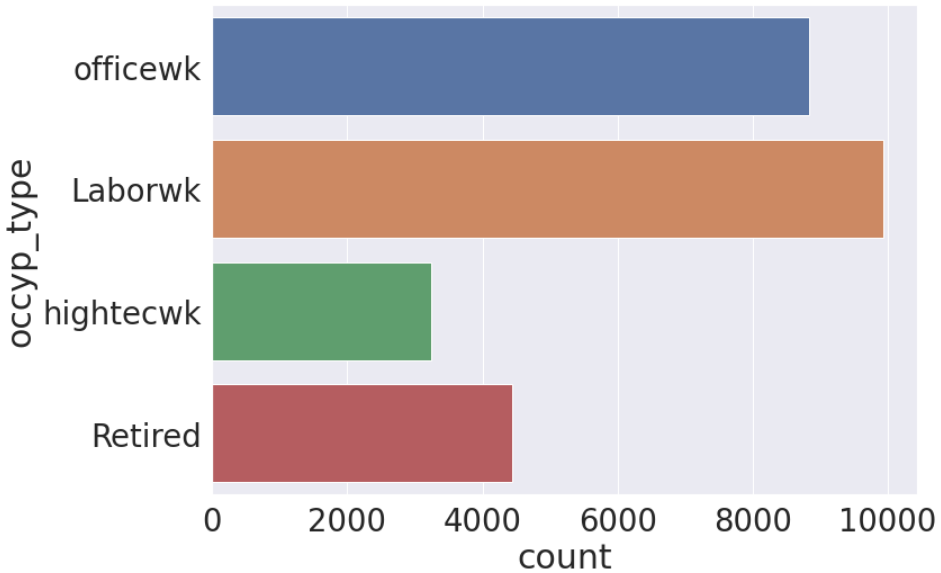 officewk
Laborwk
hightecwk
Retired
occyp_type
0 2000 4000 6000 8000 10000
count